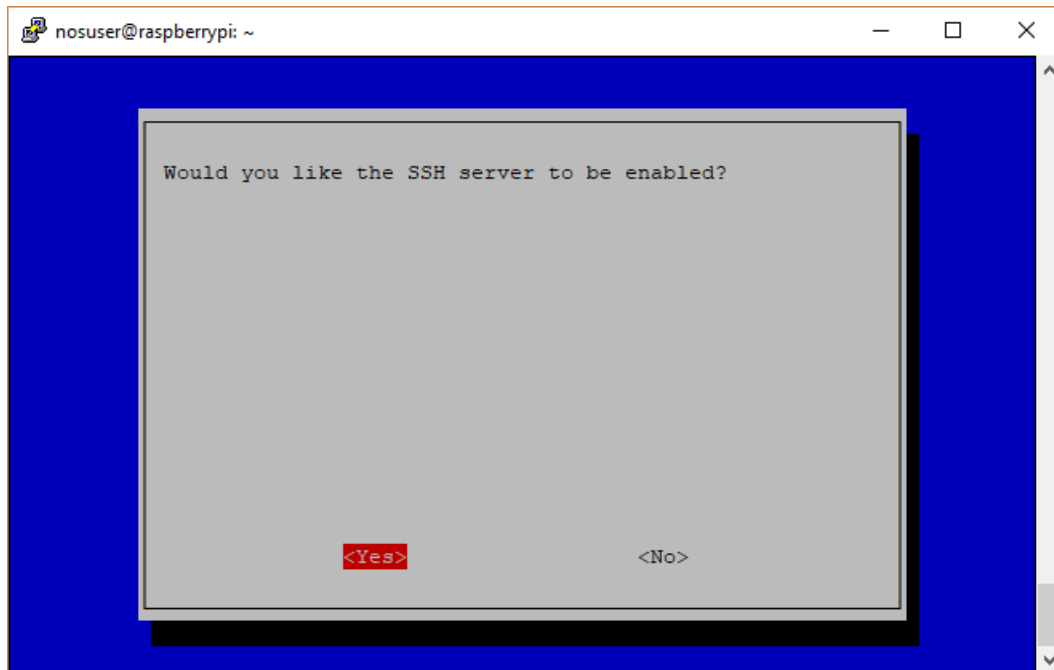 nosuser@raspberrypi: ~
Would you like the SSH server to be enabled?
<Yes> <No>